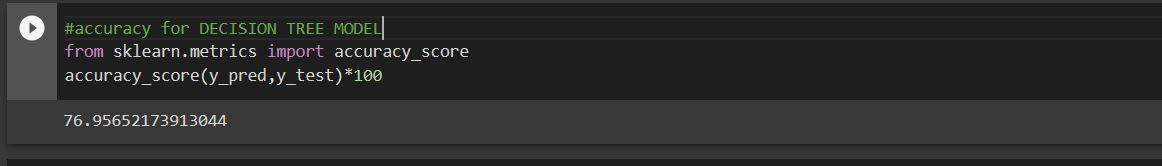 #accuracy for DECISION TREE MODEL
from sklearn.metrics import accuracy_score
accuracy_score(y_pred,y_test)*100
76.95652173913044